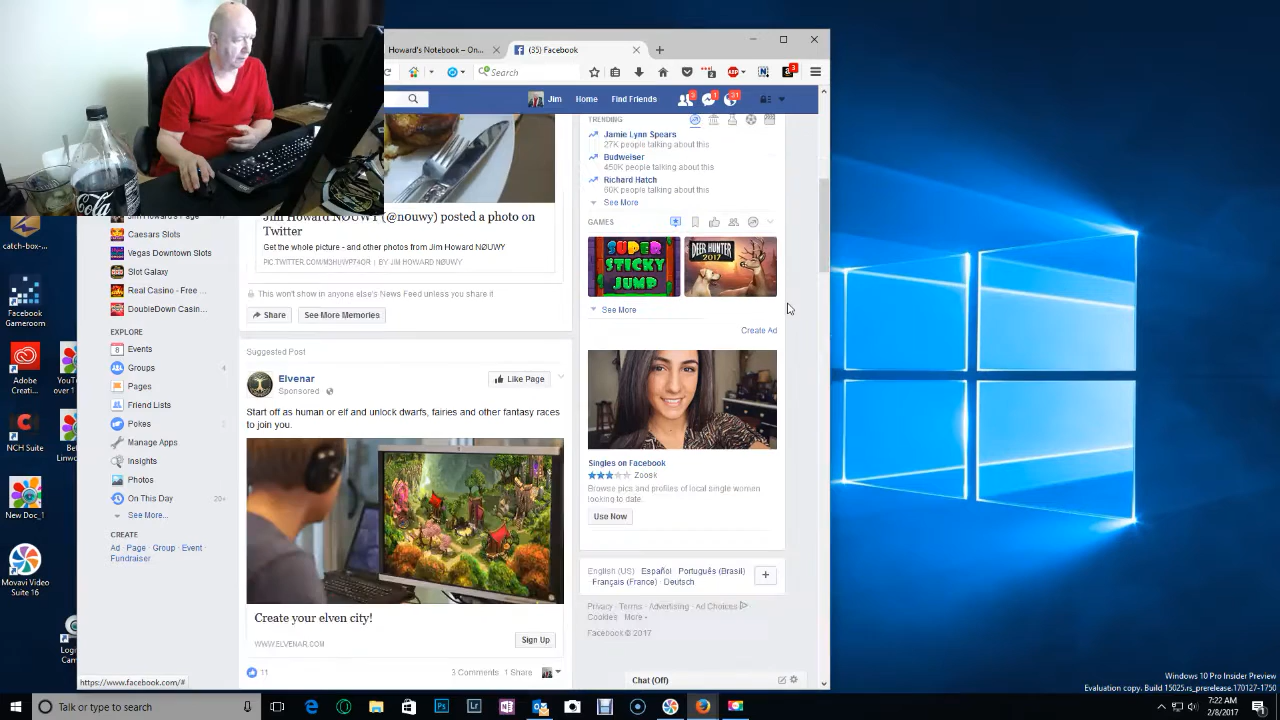 Howard's Notebook – On...
(35) Facebook
Search
3
Jim
Home
Find Friends
3
1
31
TRENDING
Jamie Lynn Spears
27K people talking about this
Budweiser
450K people talking about this
Richard Hatch
60K people talking about this
See More
GAMES
SUPER
STICKY
JUMP
DEER HUNTER
2017
See More
Create Ad
Singles on Facebook
Zoosk
Browse pics and profiles of local single women
looking to date.
Use Now
English (US) · Español · Português (Brasil) ·
Français (France) · Deutsch
Privacy · Terms · Advertising · Ad Choices
Cookies · More
Facebook © 2017
Chat (Off)
Jim Howard NØUWY (@n0uwy) posted a photo on
Twitter
Get the whole picture - and other photos from Jim Howard NØUWY
PIC.TWITTER.COM/M3HUWP74QR | BY JIM HOWARD NØUWY
This won't show in anyone else's News Feed unless you share it
Share
See More Memories
Suggested Post
Elvenar
Sponsored ·
Like Page
Start off as human or elf and unlock dwarfs, fairies and other fantasy races
to join you.
Create your elven city!
WWW.ELVENAR.COM
Sign Up
11
3 Comments 1 Share
Jim Howard's Page
Caesars Slots
Vegas Downtown Slots
Slot Galaxy
Real Casino - Free ...
DoubleDown Casin...
EXPLORE
8
Events
Groups
4
Pages
Friend Lists
Pokes
Manage Apps
Insights
Photos
On This Day
20+
See More...
CREATE
Ad · Page · Group · Event ·
Fundraiser
https://www.facebook.com/#
catch-box-...
Facebook
Gameroom
Adobe
Creati...
NCH Suite
New Doc_1
Movavi Video
Suite 16
Cola
Talk or type to search
Windows 10 Pro Insider Preview
Evaluation copy. Build 15025.rs_prerelease.170127-1750
7:22 AM
2/8/2017